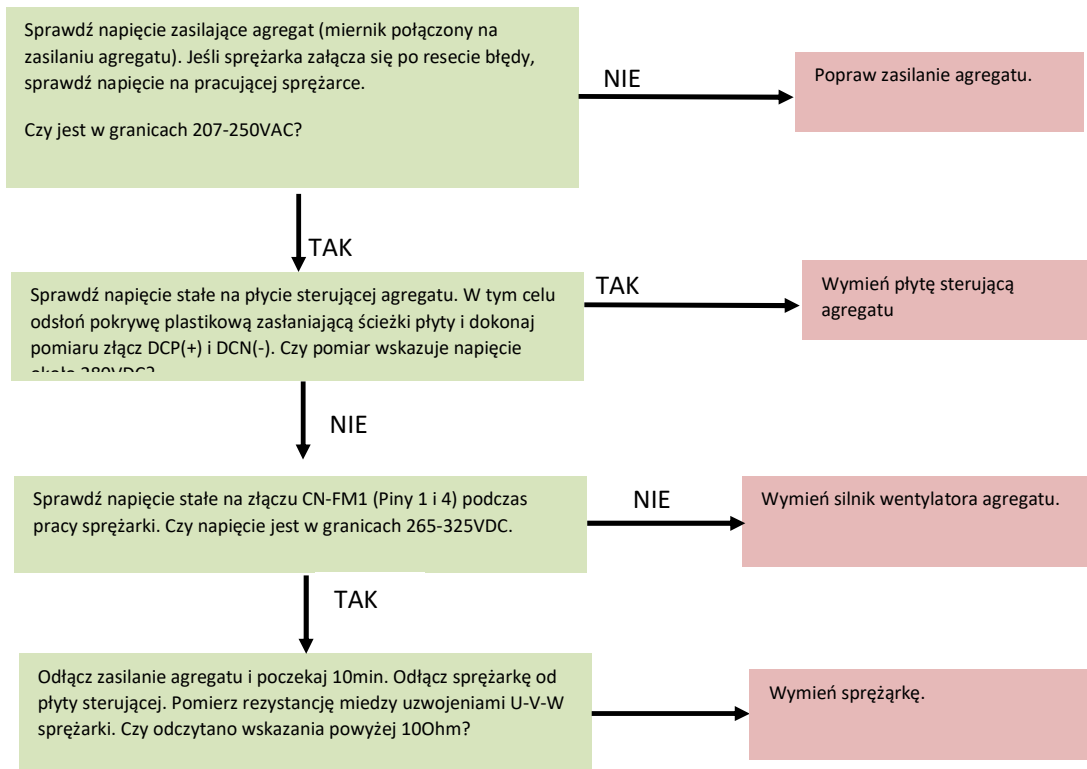 Sprawdź napięcie zasilające agregat (miernik połączony na
zasilaniu agregatu). Jeśli sprężarka załącza się po resecie błędy,
sprawdź napięcie na pracującej sprężarce.
Czy jest w granicach 207-250VAC?
NIE
Popraw zasilanie agregatu.
TAK
Sprawdź napięcie stałe na płycie sterującej agregatu. W tym celu
odsłoń pokrywę plastikową zasłaniającą ścieżki płyty i dokonaj
pomiaru złącz DCP(+) i DCN(-). Czy pomiar wskazuje napięcie
około 280VDC?
TAK
Wymień płytę sterującą
agregatu
NIE
Sprawdź napięcie stałe na złączu CN-FM1 (Piny 1 i 4) podczas
pracy sprężarki. Czy napięcie jest w granicach 265-325VDC.
NIE
Wymień silnik wentylatora agregatu.
TAK
Odłącz zasilanie agregatu i poczekaj 10min. Odłącz sprężarkę od
płyty sterującej. Pomierz rezystancję miedzy uzwojeniami U-V-W
sprężarki. Czy odczytano wskazania powyżej 10Ohm?
Wymień sprężąrkę.